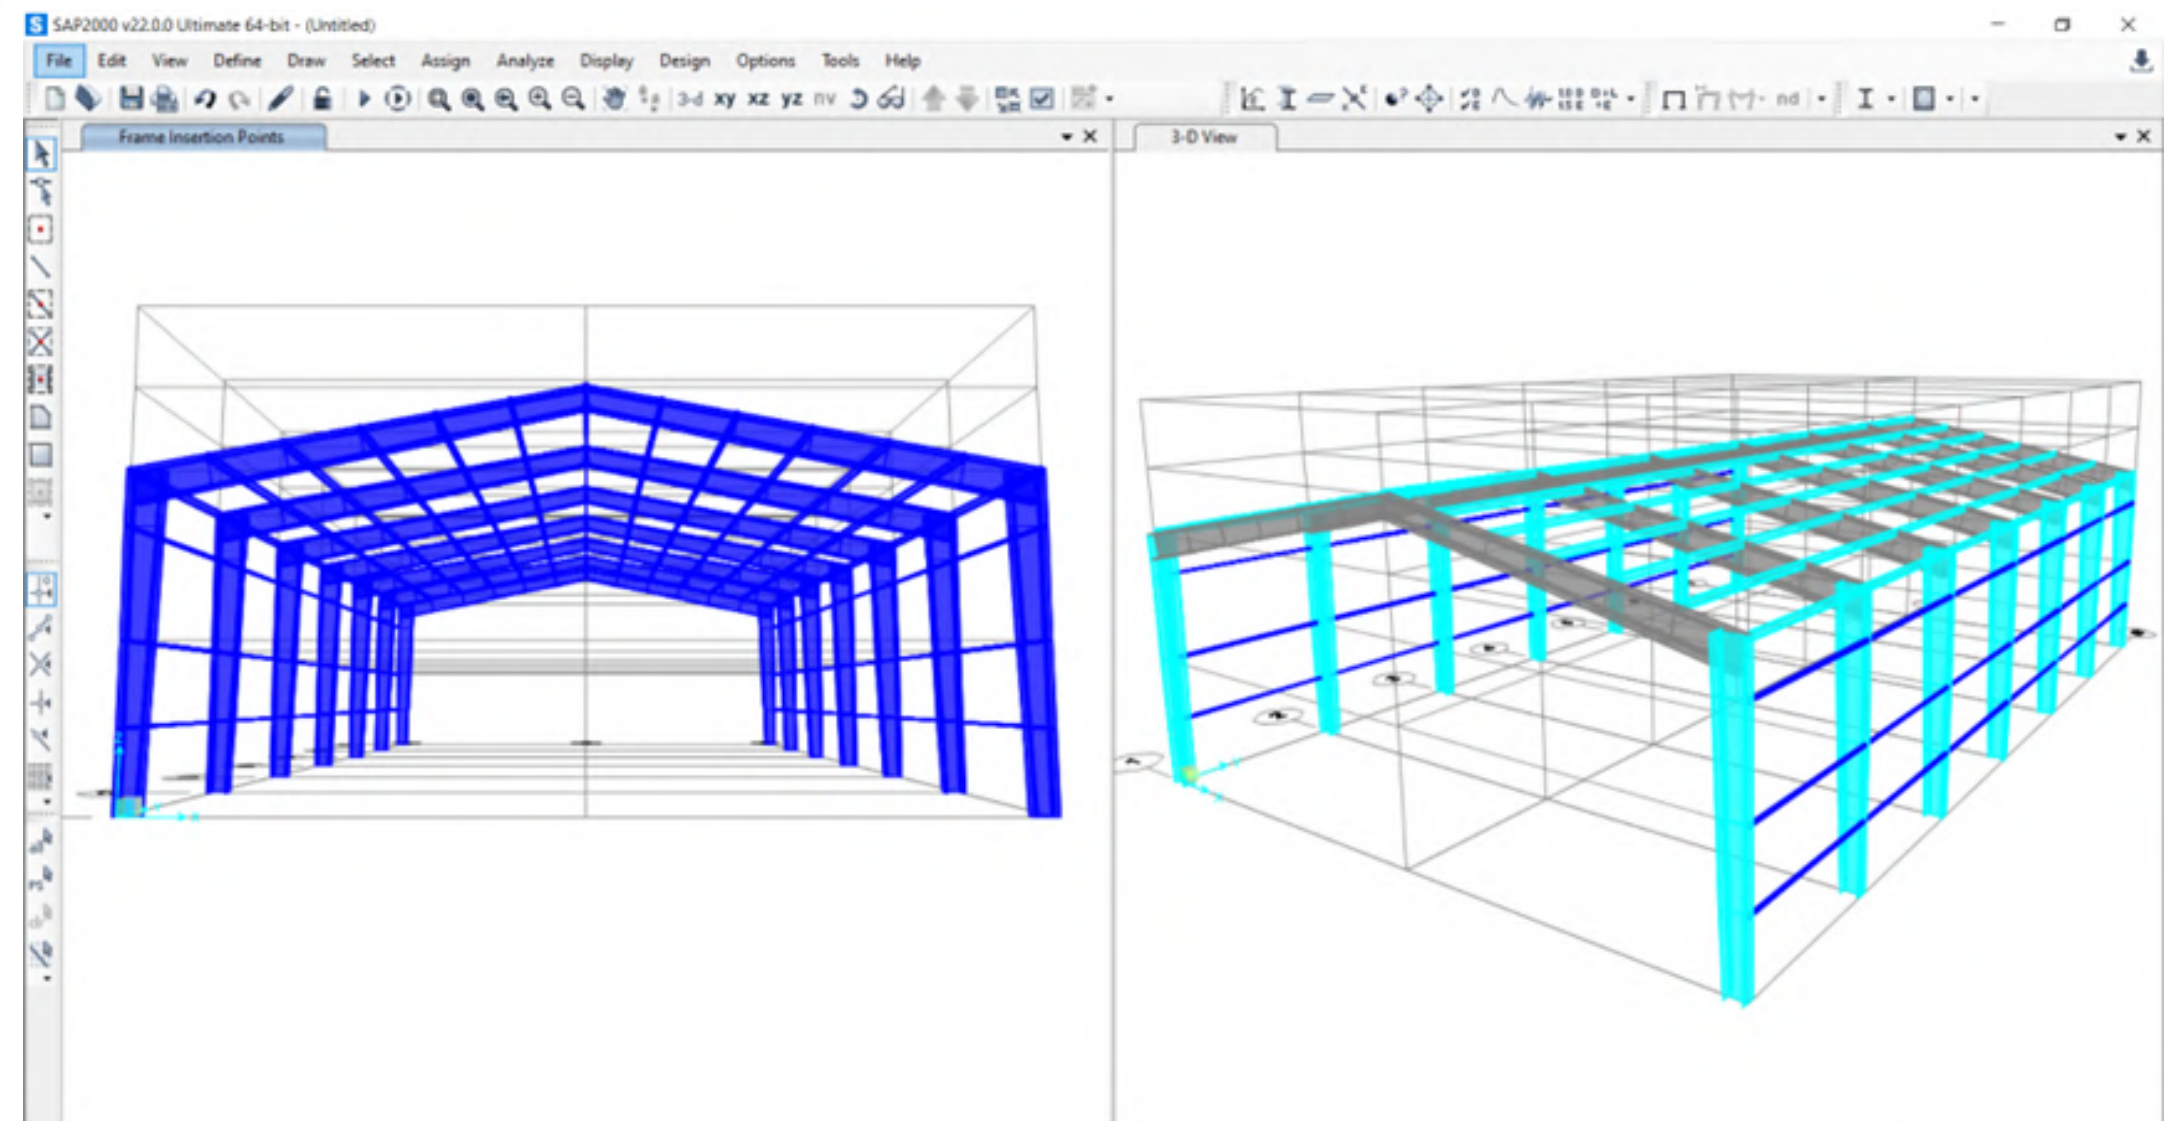 SAP2000 v22.0.0 Ultimate 64-bit - (Untitled)
File Edit View Define Draw Select Assign Analyze Display Design Options Tools Help
3-d xy xz yz nv nd
Frame Insertion Points
3-D View
all